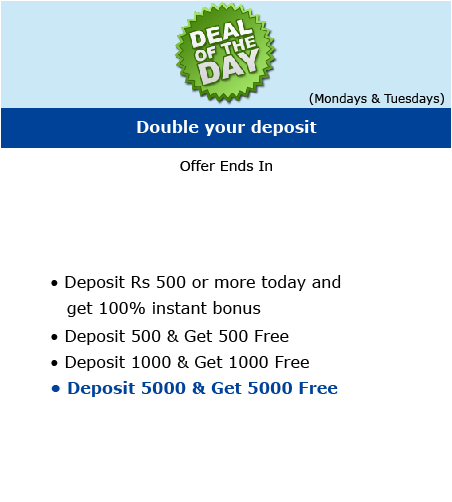 DEAL
OF THE
DAY
(Mondays & Tuesdays)
Double your deposit
Offer Ends In
• Deposit Rs 500 or more today and
get 100% instant bonus
• Deposit 500 & Get 500 Free
• Deposit 1000 & Get 1000 Free
• Deposit 5000 & Get 5000 Free